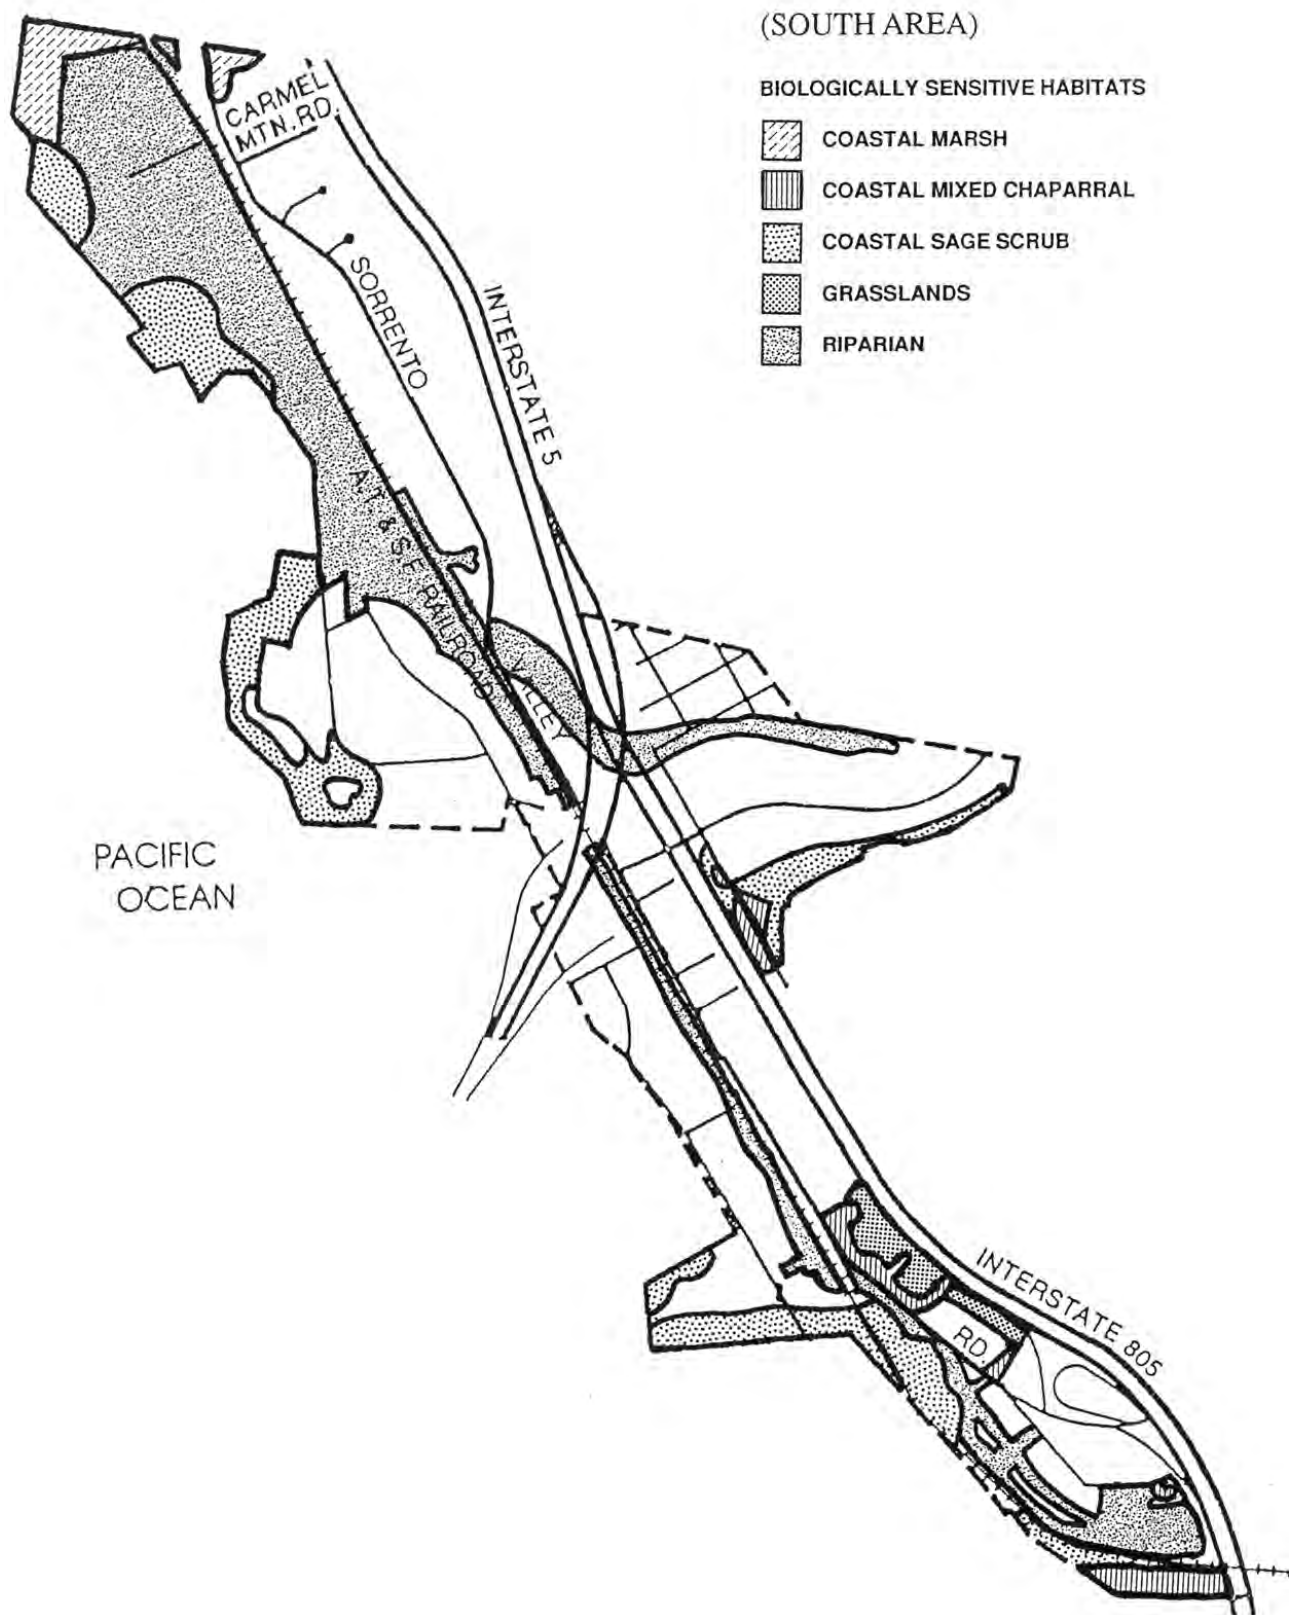 (SOUTH AREA)
BIOLOGICALLY SENSITIVE HABITATS
COASTAL MARSH
COASTAL MIXED CHAPARRAL
COASTAL SAGE SCRUB
GRASSLANDS
RIPARIAN
CARMEL
MTN. RD.
SORRENTO
INTERSTATE 5
A.T. & S.F. RAILROAD
VALLEY
PACIFIC
OCEAN
INTERSTATE 805
RD.